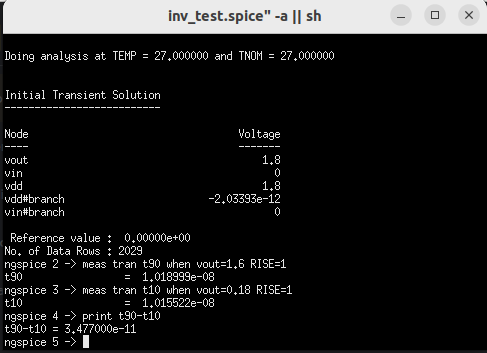 inv_test.spice" -a || sh
Doing analysis at TEMP = 27.000000 and TNOM = 27.000000
Initial Transient Solution
--------------------------
Node                                   Voltage
----                                   -------
vout                                       1.8
vin                                          0
vdd                                        1.8
vdd#branch                        -2.03393e-12
vin#branch                                   0
 Reference value :  0.00000e+00
No. of Data Rows : 2029
ngspice 2 -> meas tran t90 when vout=1.6 RISE=1
t90                 =  1.018999e-08
ngspice 3 -> meas tran t10 when vout=0.18 RISE=1
t10                 =  1.015522e-08
ngspice 4 -> print t90-t10
t90-t10 = 3.477000e-11
ngspice 5 ->